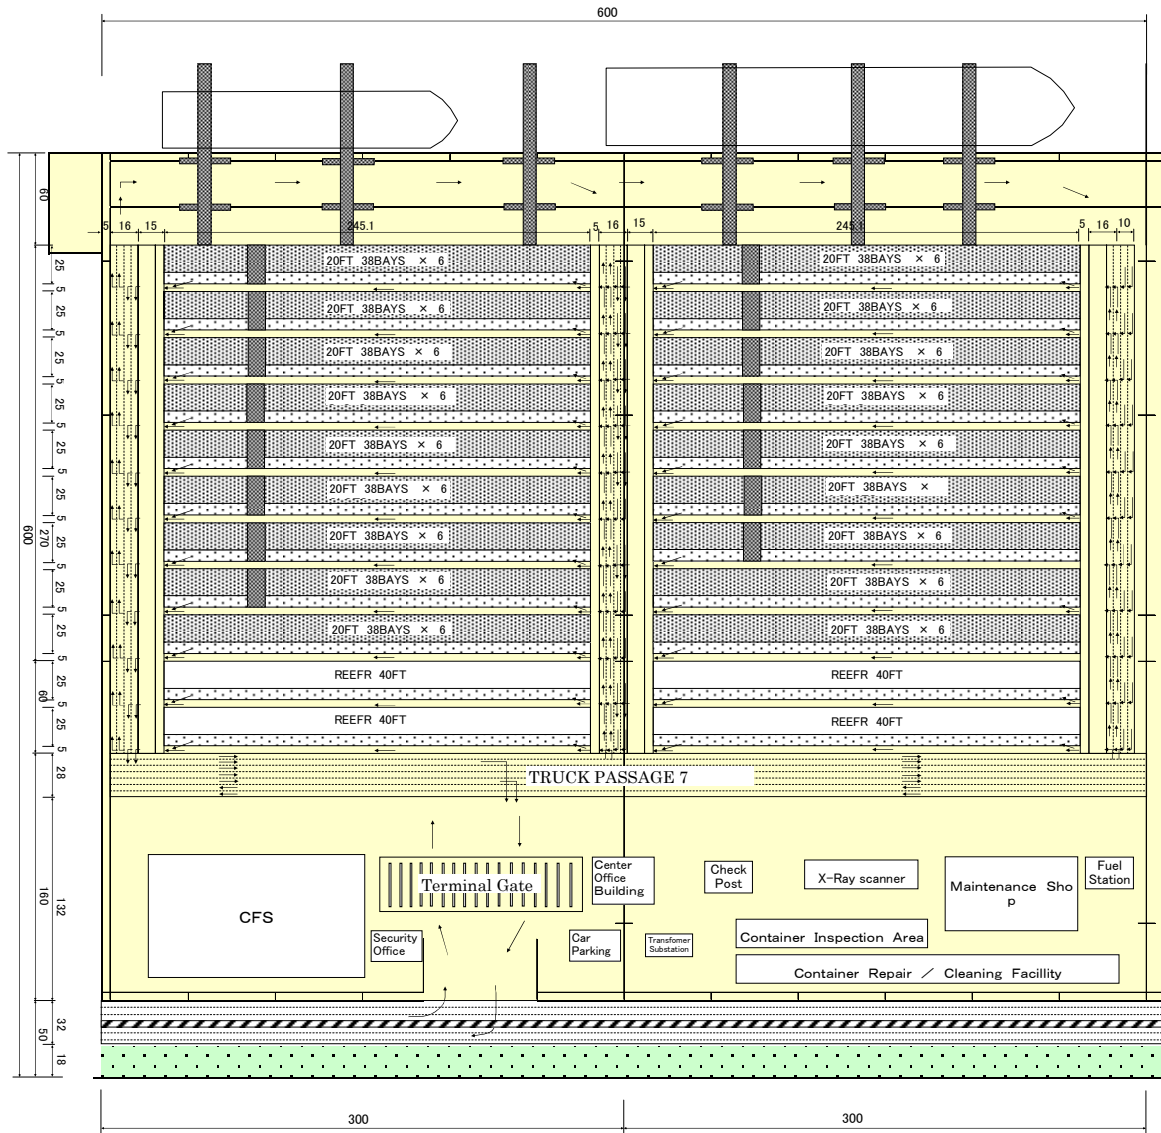 600
60
5 16 15 245.1 5 16 15 245.1 5 16 10
20FT 38BAYS × 6
20FT 38BAYS × 6
25
5
20FT 38BAYS × 6
20FT 38BAYS × 6
25
5
20FT 38BAYS × 6
20FT 38BAYS × 6
25
5
20FT 38BAYS × 6
20FT 38BAYS × 6
25
5
20FT 38BAYS × 6
20FT 38BAYS × 6
25
5
20FT 38BAYS × 6
20FT 38BAYS ×
25
5
600
270
20FT 38BAYS × 6
20FT 38BAYS × 6
25
5
20FT 38BAYS × 6
20FT 38BAYS × 6
25
5
20FT 38BAYS × 6
20FT 38BAYS × 6
25
5
REEFR 40FT
REEFR 40FT
25
60
5
REEFR 40FT
REEFR 40FT
25
5
28
TRUCK PASSAGE 7
160
132
CFS
Terminal Gate
Center
Office
Building
Check
Post
X-Ray scanner
Maintenance Sho
p
Fuel
Station
Security
Office
Car
Parking
Transfomer
Substation
Container Inspection Area
Container Repair / Cleaning Facillity
50
32
18
300
300